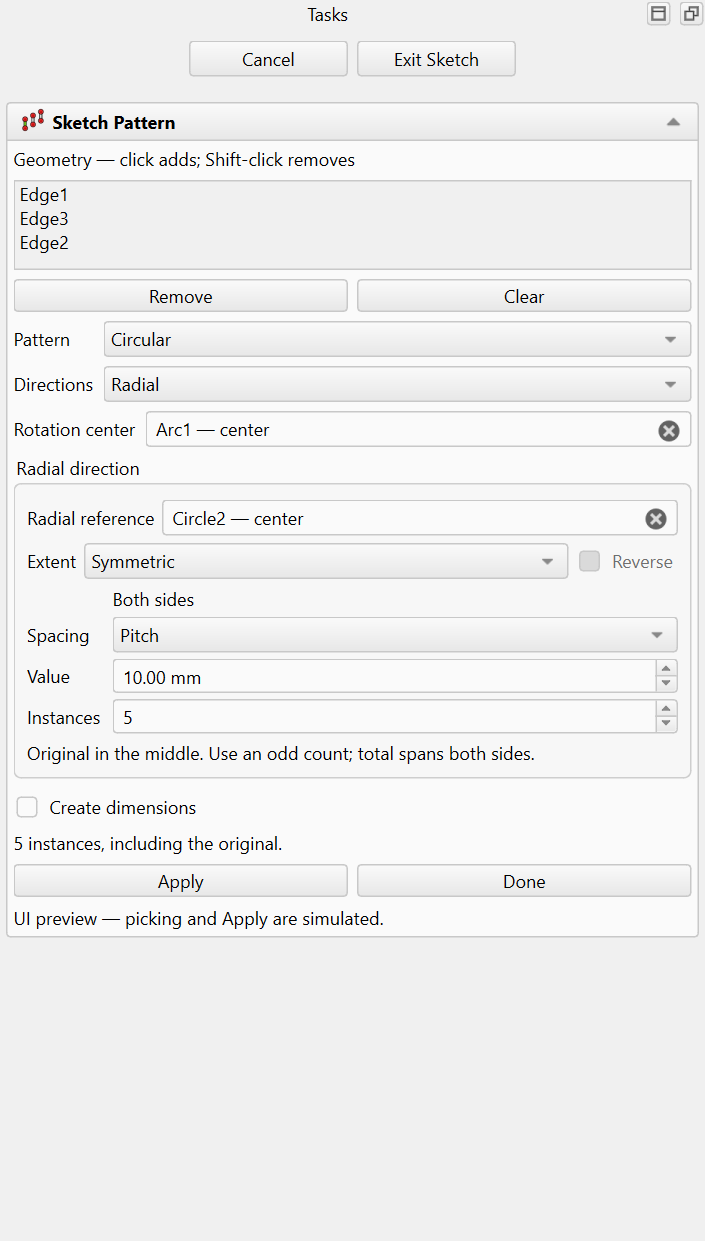 Tasks
Cancel Exit Sketch
Sketch Pattern
Geometry — click adds; Shift-click removes
Edge1
Edge3
Edge2
Remove Clear
Pattern Circular
Directions Radial
Rotation center Arc1 — center
Radial direction
Radial reference Circle2 — center
Extent Symmetric Reverse
Both sides
Spacing Pitch
Value 10.00 mm
Instances 5
Original in the middle. Use an odd count; total spans both sides.
Create dimensions
5 instances, including the original.
Apply Done
UI preview — picking and Apply are simulated.